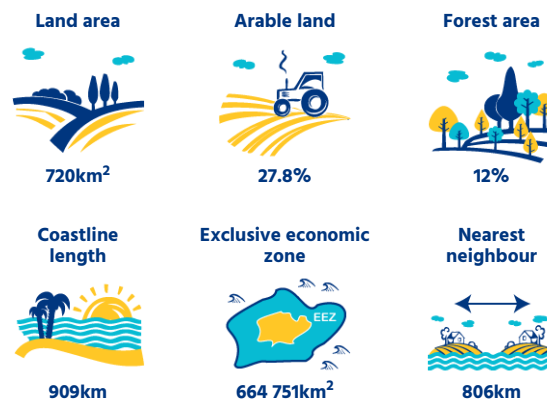 Land area
Arable land
Forest area
720km²
27.8%
12%
Coastline
length
Exclusive economic
zone
Nearest
neighbour
EEZ
909km
664 751km²
806km